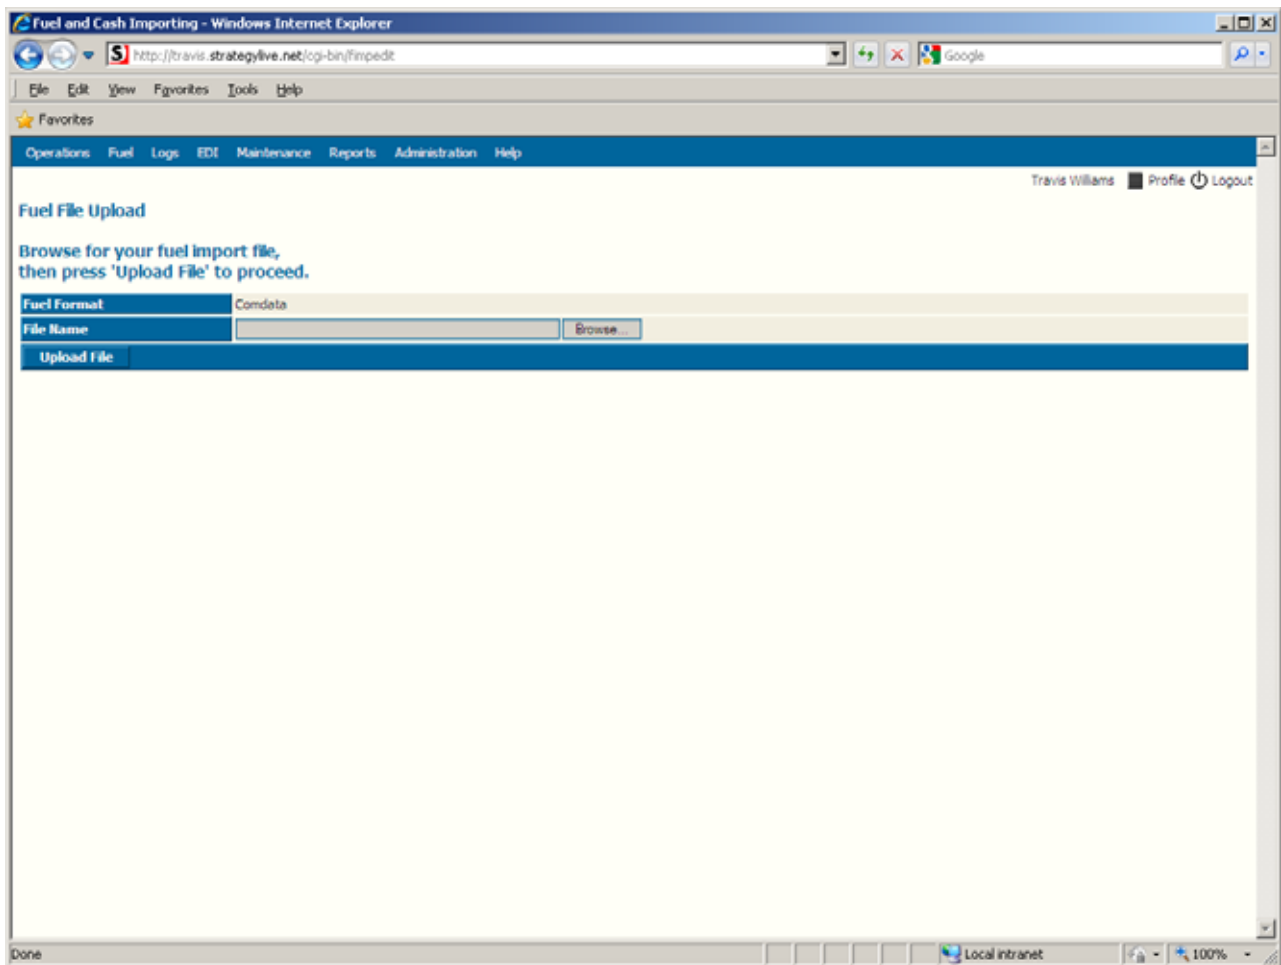 Fuel and Cash Importing - Windows Internet Explorer
http://travis.strategylive.net/cgi-bin/fimpedit
Google
File Edit View Favorites Tools Help
Favorites
Operations Fuel Logs EDI Maintenance Reports Administration Help
Travis Williams Profile Logout
Fuel File Upload
Browse for your fuel import file,
then press 'Upload File' to proceed.
Fuel Format Comdata
File Name Browse...
Upload File
Done Local intranet 100%